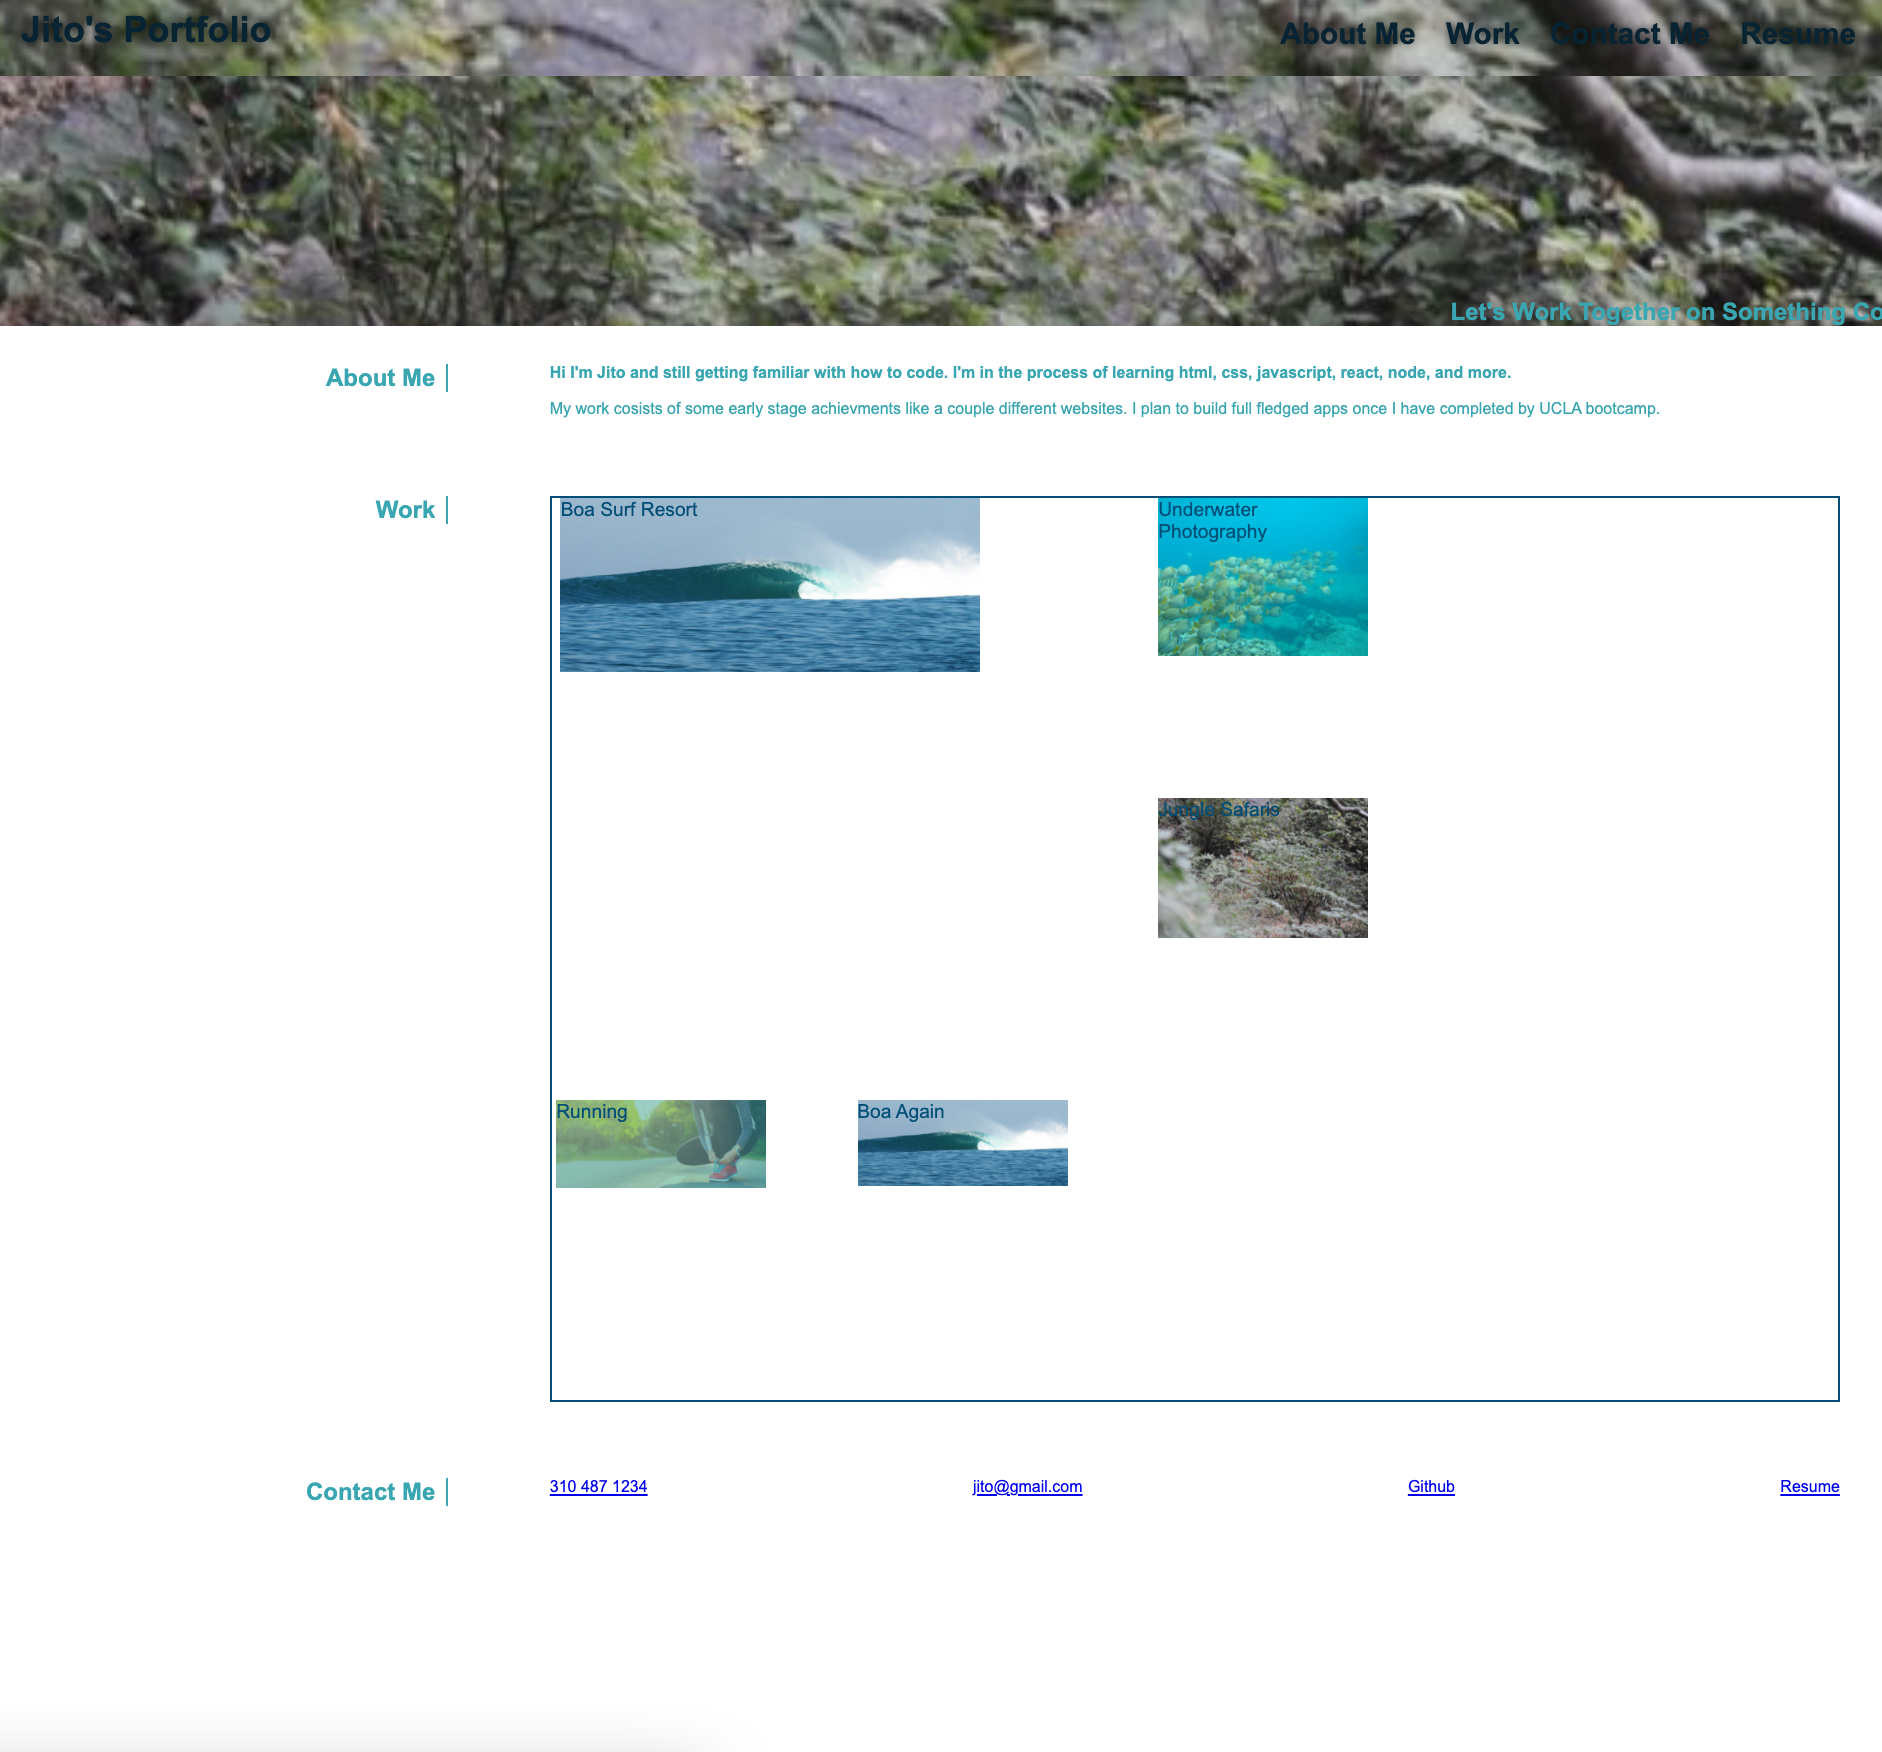 Jito's Portfolio
About Me Work Contact Me Resume
Let's Work Together on Something
About Me
Hi I'm Jito and still getting familiar with how to code. I'm in the process of learning html, css, javascript, react, node, and more.
My work cosists of some early stage achievments like a couple different websites. I plan to build full fledged apps once I have completed by UCLA bootcamp.
Work
Boa Surf Resort
Underwater
Photography
Jungle Safaris
Running
Boa Again
Contact Me
310 487 1234 jito@gmail.com Github Resume